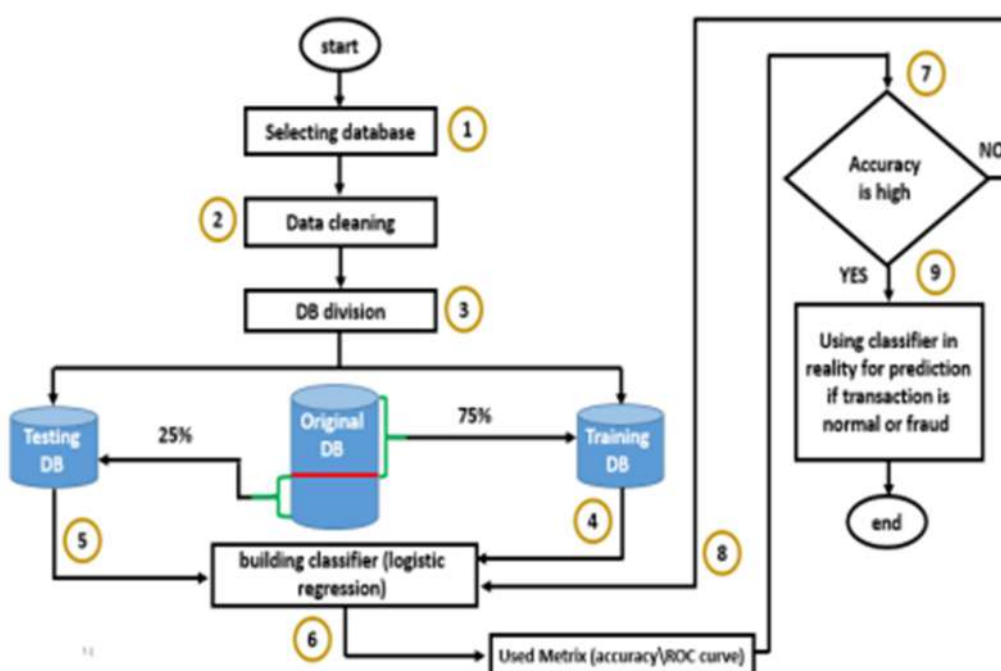 start
Selecting database
1
2
Data cleaning
DB division
3
Testing
DB
25%
Original
DB
75%
Training
DB
5
4
building classifier (logistic
regression)
6
8
Used Metrix (accuracy\ROC curve)
7
Accuracy
is high
NO
YES
9
Using classifier in
reality for prediction
if transaction is
normal or fraud
end